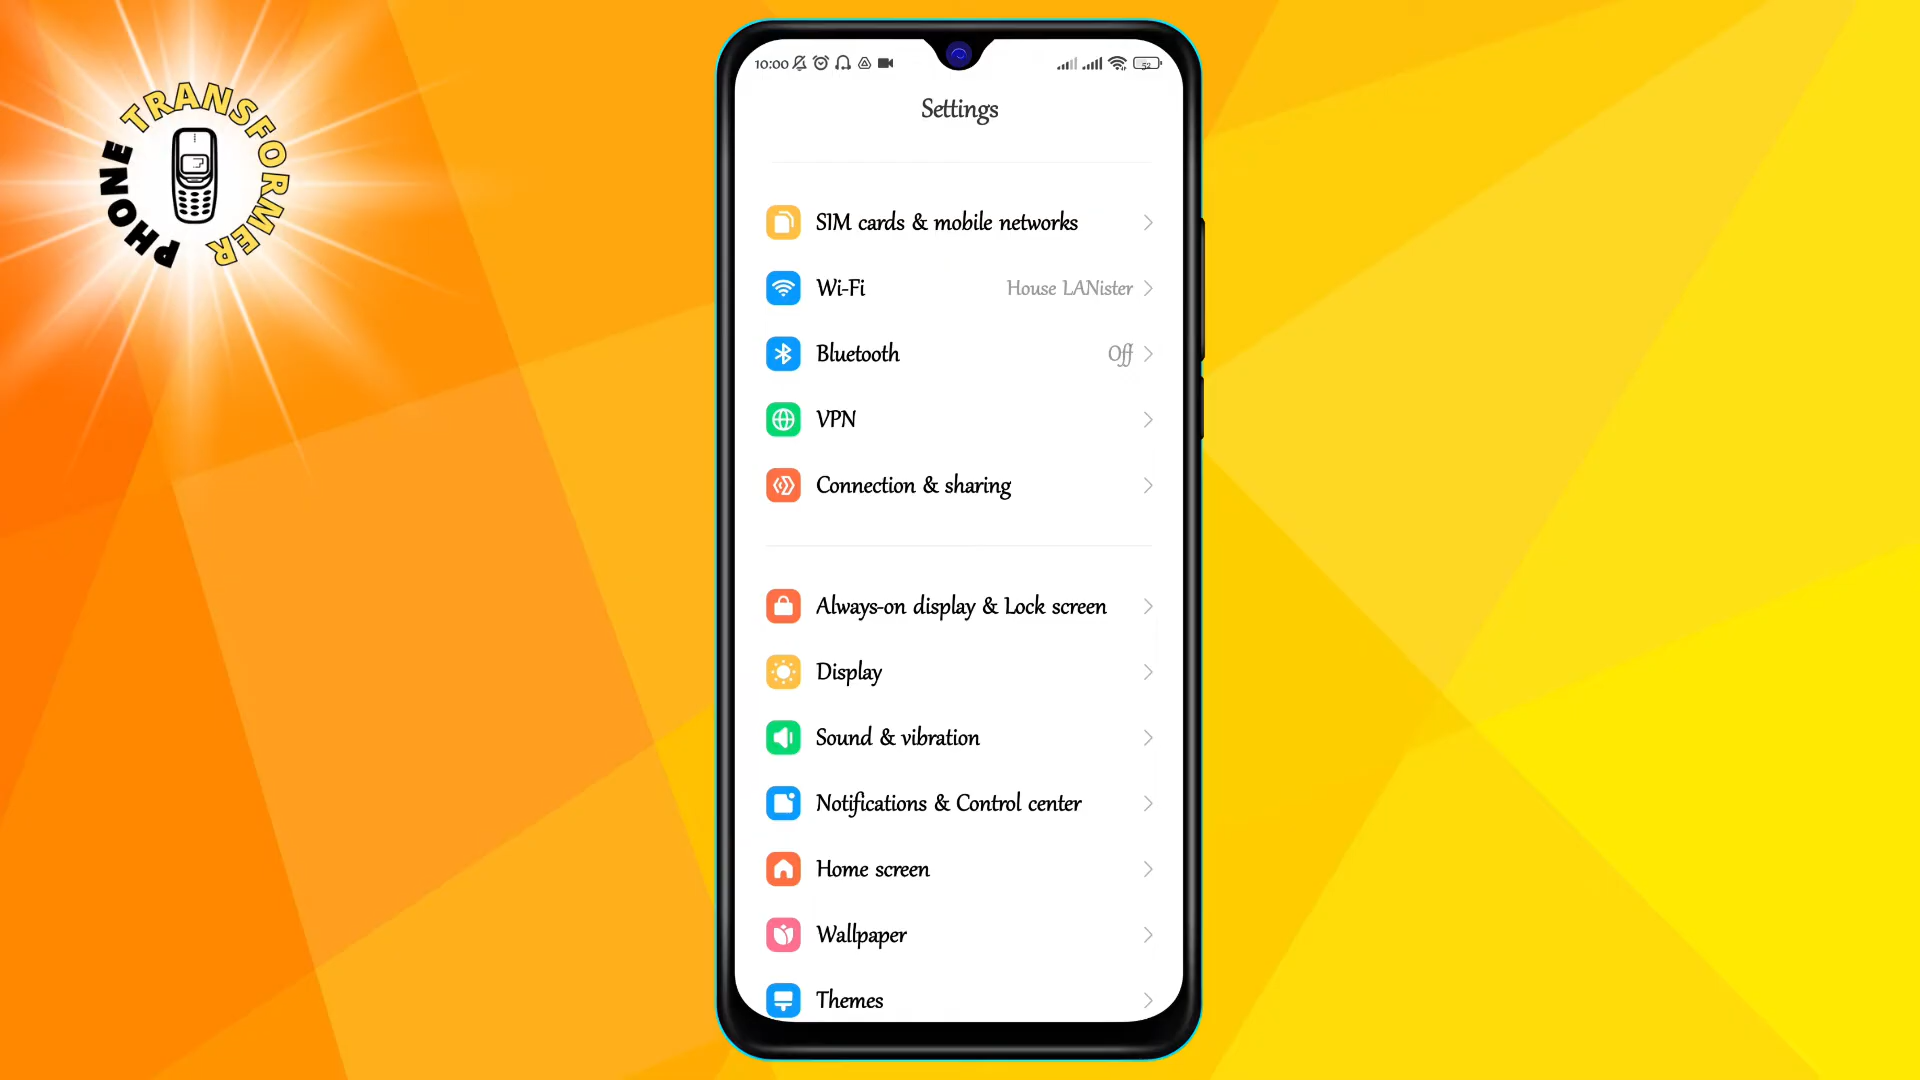 PHONE TRANSFORMER
10:00
52
Settings
SIM cards & mobile networks
Wi-Fi House LANister
Bluetooth Off
VPN
Connection & sharing
Always-on display & Lock screen
Display
Sound & vibration
Notifications & Control center
Home screen
Wallpaper
Themes